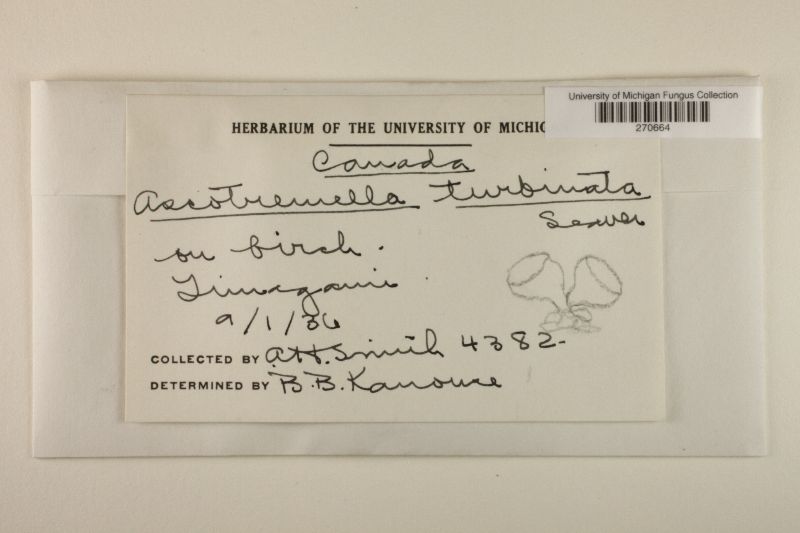 University of Michigan Fungus Collection
270664
HERBARIUM OF THE UNIVERSITY OF MICHIG
Canada
Ascotremella turbinata
Seaver
on birch.
Timagami
9/1/36
COLLECTED BY A.H. Smith 4382
DETERMINED BY B.B. Kanouse